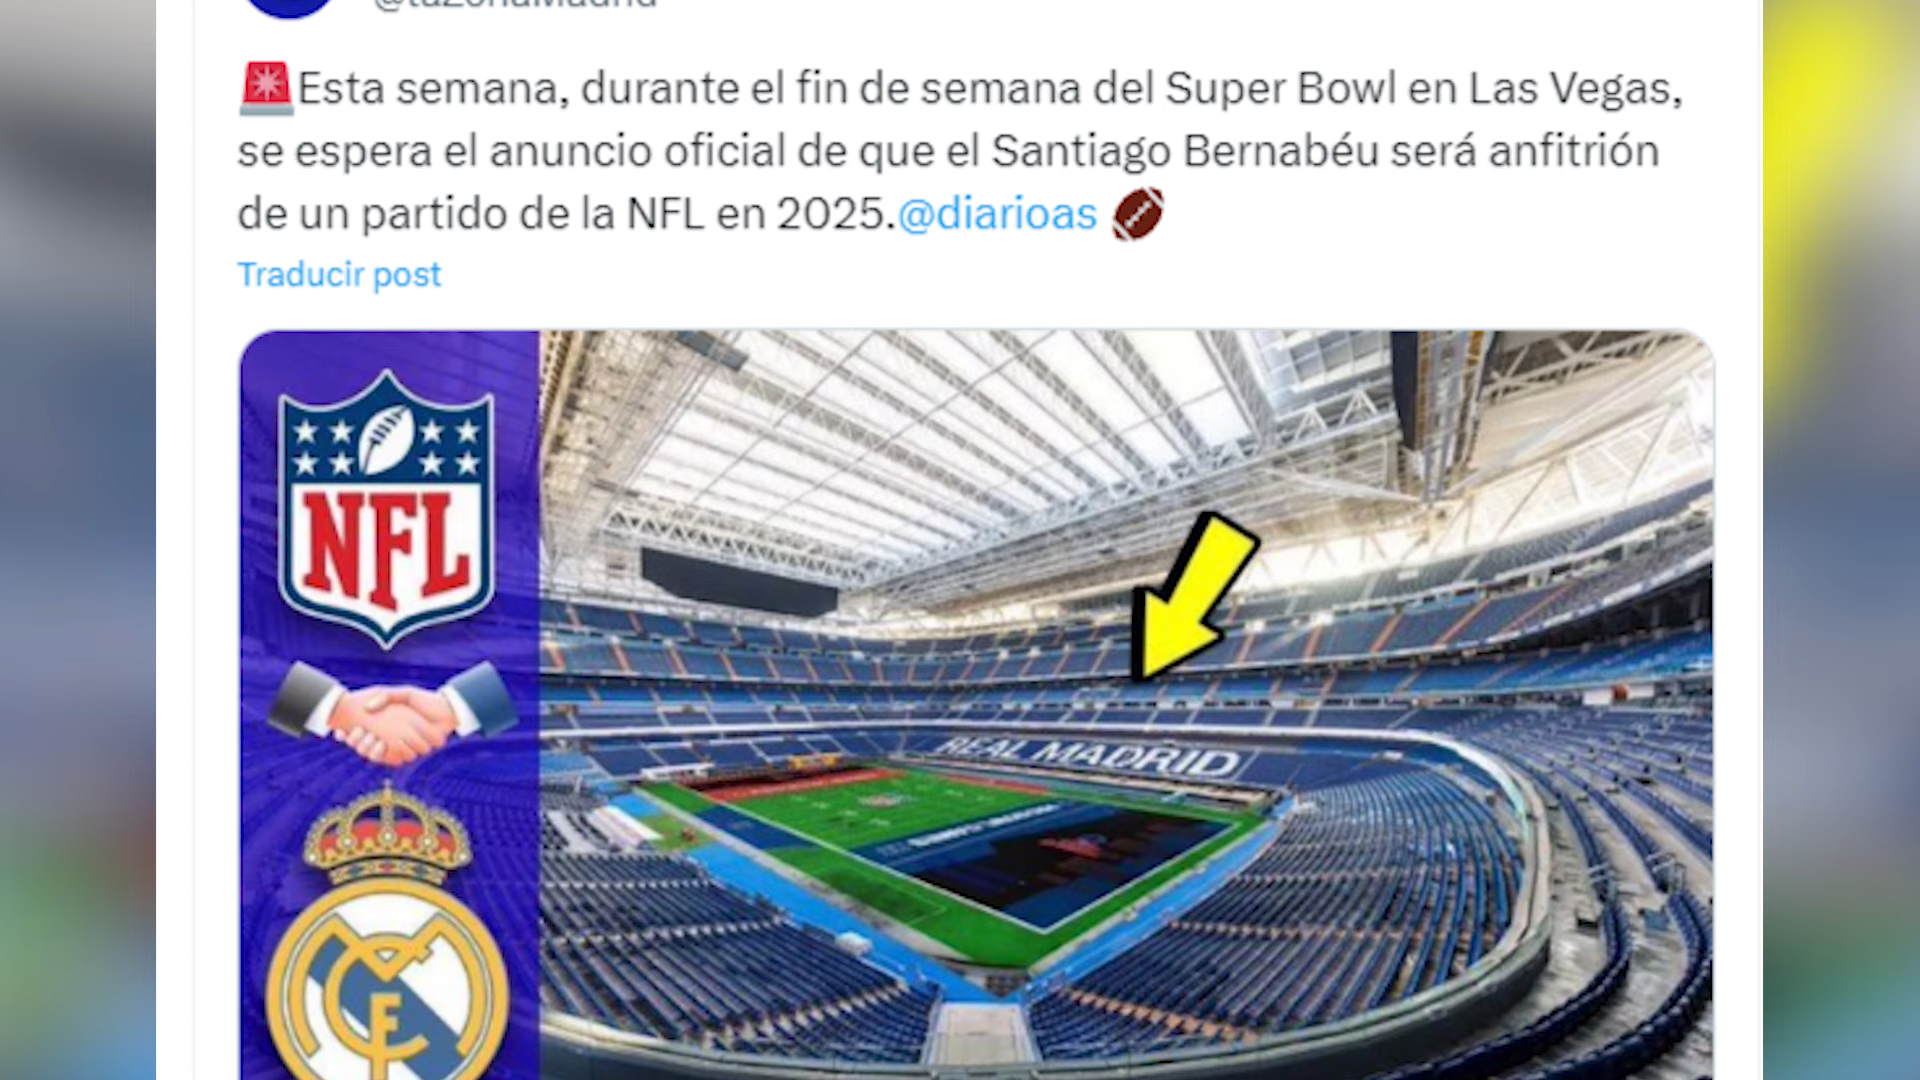 @tuZonaMadrid
🚨Esta semana, durante el fin de semana del Super Bowl en Las Vegas,
se espera el anuncio oficial de que el Santiago Bernabéu será anfitrión
de un partido de la NFL en 2025.@diarioas 🏈
Traducir post
NFL
REAL MADRID